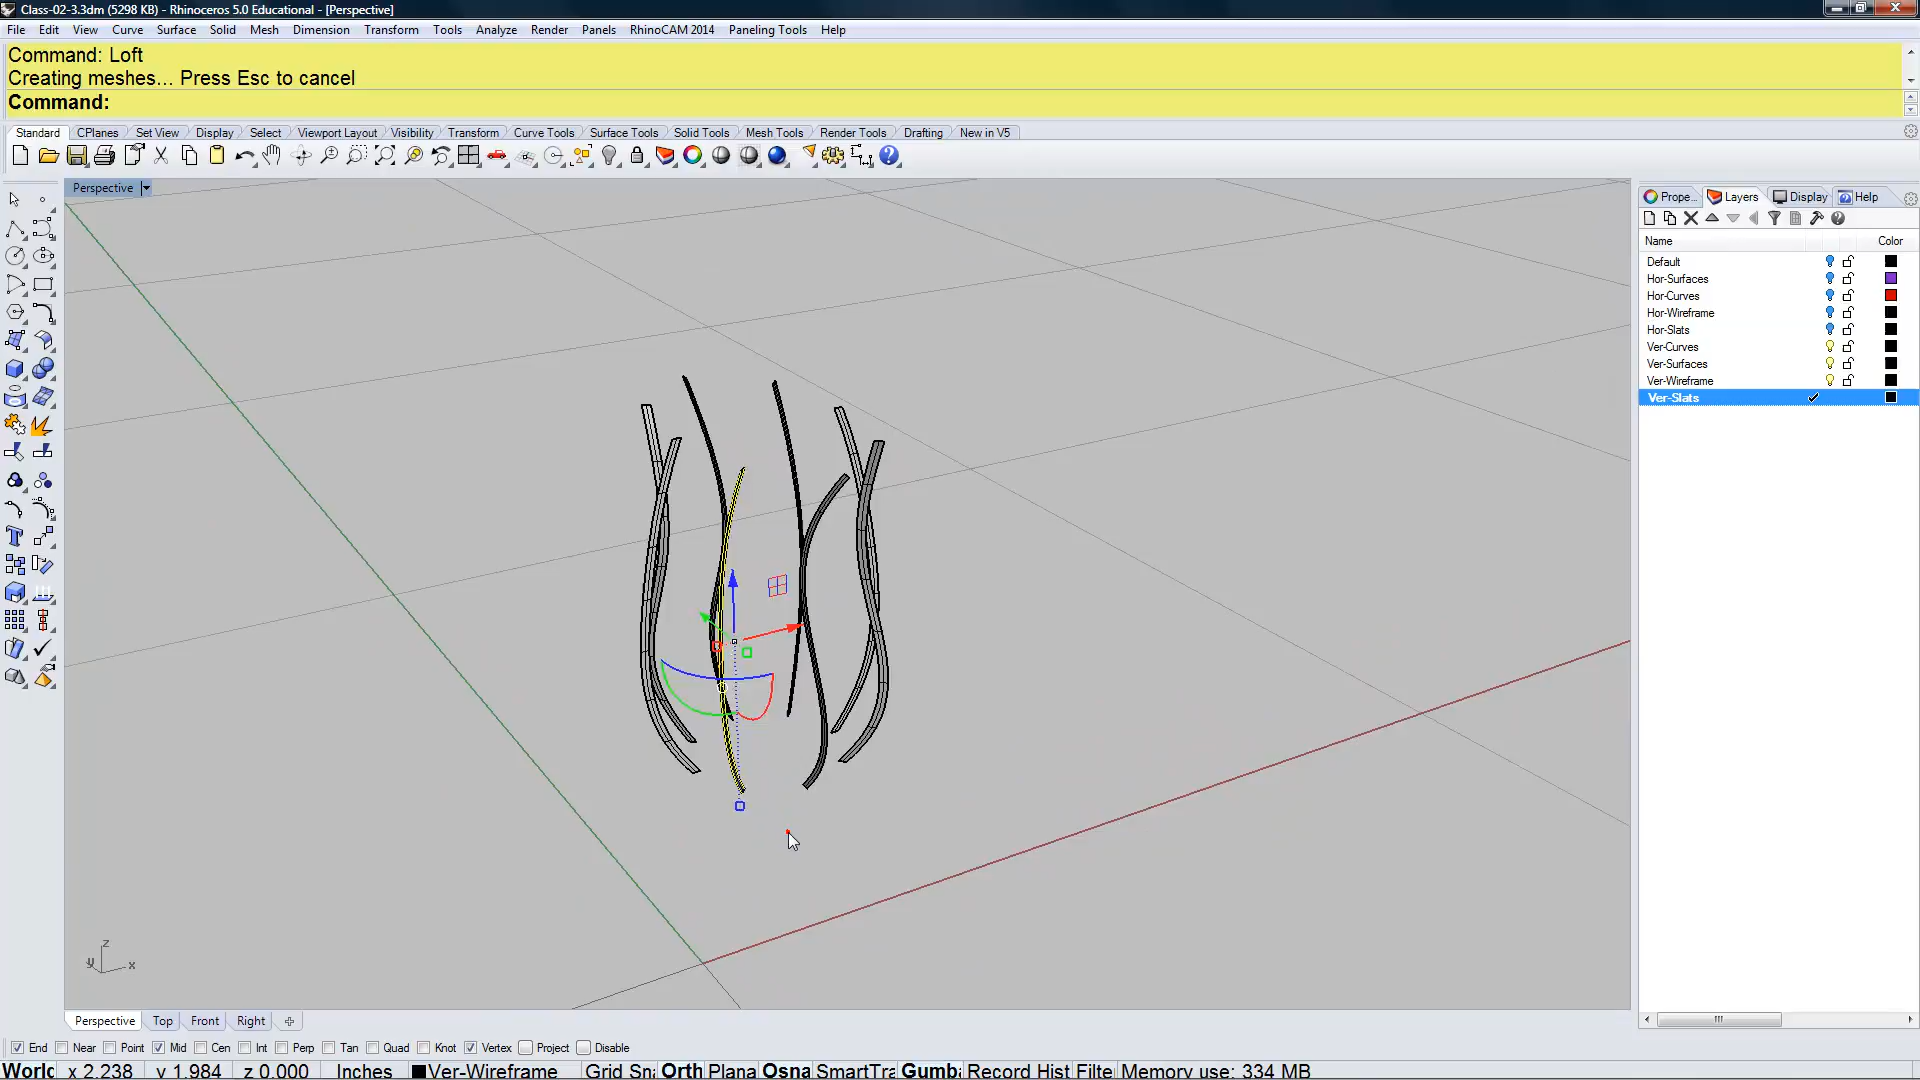 Class-02-3.3dm (5298 KB) - Rhinoceros 5.0 Educational - [Perspective]
File Edit View Curve Surface Solid Mesh Dimension Transform Tools Analyze Render Panels RhinoCAM 2014 Paneling Tools Help
Command: Loft
Creating meshes... Press Esc to cancel
Command:
Standard CPlanes Set View Display Select Viewport Layout Visibility Transform Curve Tools Surface Tools Solid Tools Mesh Tools Render Tools Drafting New in V5
Perspective
Prope... Layers Display Help
Name Color
Default
Hor-Surfaces
Hor-Curves
Hor-Wireframe
Hor-Slats
Ver-Curves
Ver-Surfaces
Ver-Wireframe
Ver-Slats
z
y x
Perspective Top Front Right
End Near Point Mid Cen Int Perp Tan Quad Knot Vertex Project Disable
World x 2.238 y 1.984 z 0.000 Inches Ver-Wireframe Grid Sna Orth Plana Osna SmartTra Gumba Record Hist Filte Memory use: 334 MB